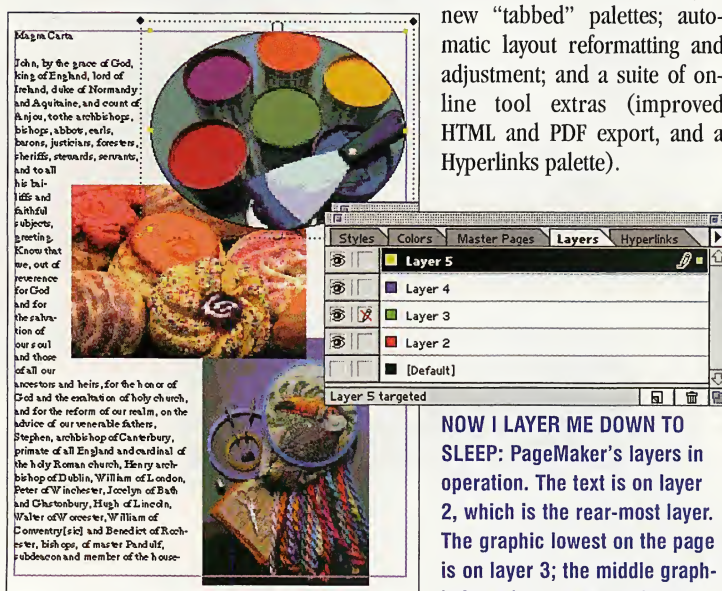 new “tabbed” palettes; auto-
matic layout reformatting and
adjustment; and a suite of on-
line tool extras (improved
HTML and PDF export, and a
Hyperlinks palette).
Magna Carta
John, by the grace of God,
king of England, lord of
Ireland, duke of Normandy
and Aquitaine, and count of
Anjou, to the archbishops,
bishops, abbots, earls,
barons, justiciars, foresters,
sheriffs, stewards, servants,
and to all
his bai-
liffs and
faithful
subjects,
greeting.
Know that
we, out of
reverence
for God
and for
the salva-
tion of
our soul
and those
of all our
ancestors and heirs, for the honor of
God and the exaltation of holy church,
and for the reform of our realm, on the
advice of our venerable fathers,
Stephen, archbishop of Canterbury,
primate of all England and cardinal of
the holy Roman church, Henry arch-
bishop of Dublin, William of London,
Peter of Winchester, Jocelyn of Bath
and Glastonbury, Hugh of Lincoln,
Walter of Worcester, William of
Conventry[sic] and Benedict of Roch-
ester, bishops, of master Pandulf,
subdeacon and member of the house-
Styles Colors Master Pages Layers Hyperlinks
Layer 5
Layer 4
Layer 3
Layer 2
[Default]
Layer 5 targeted
NOW I LAYER ME DOWN TO
SLEEP: PageMaker’s layers in
operation. The text is on layer
2, which is the rear-most layer.
The graphic lowest on the page
is on layer 3; the middle graph-